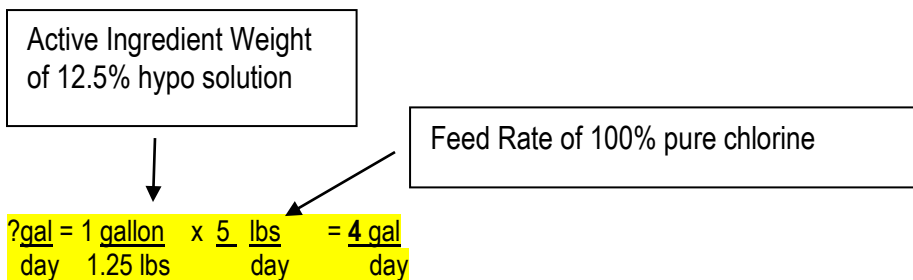 Active Ingredient Weight
of 12.5% hypo solution
Feed Rate of 100% pure chlorine
?gal = 1 gallon x 5 lbs = 4 gal
day 1.25 lbs day day